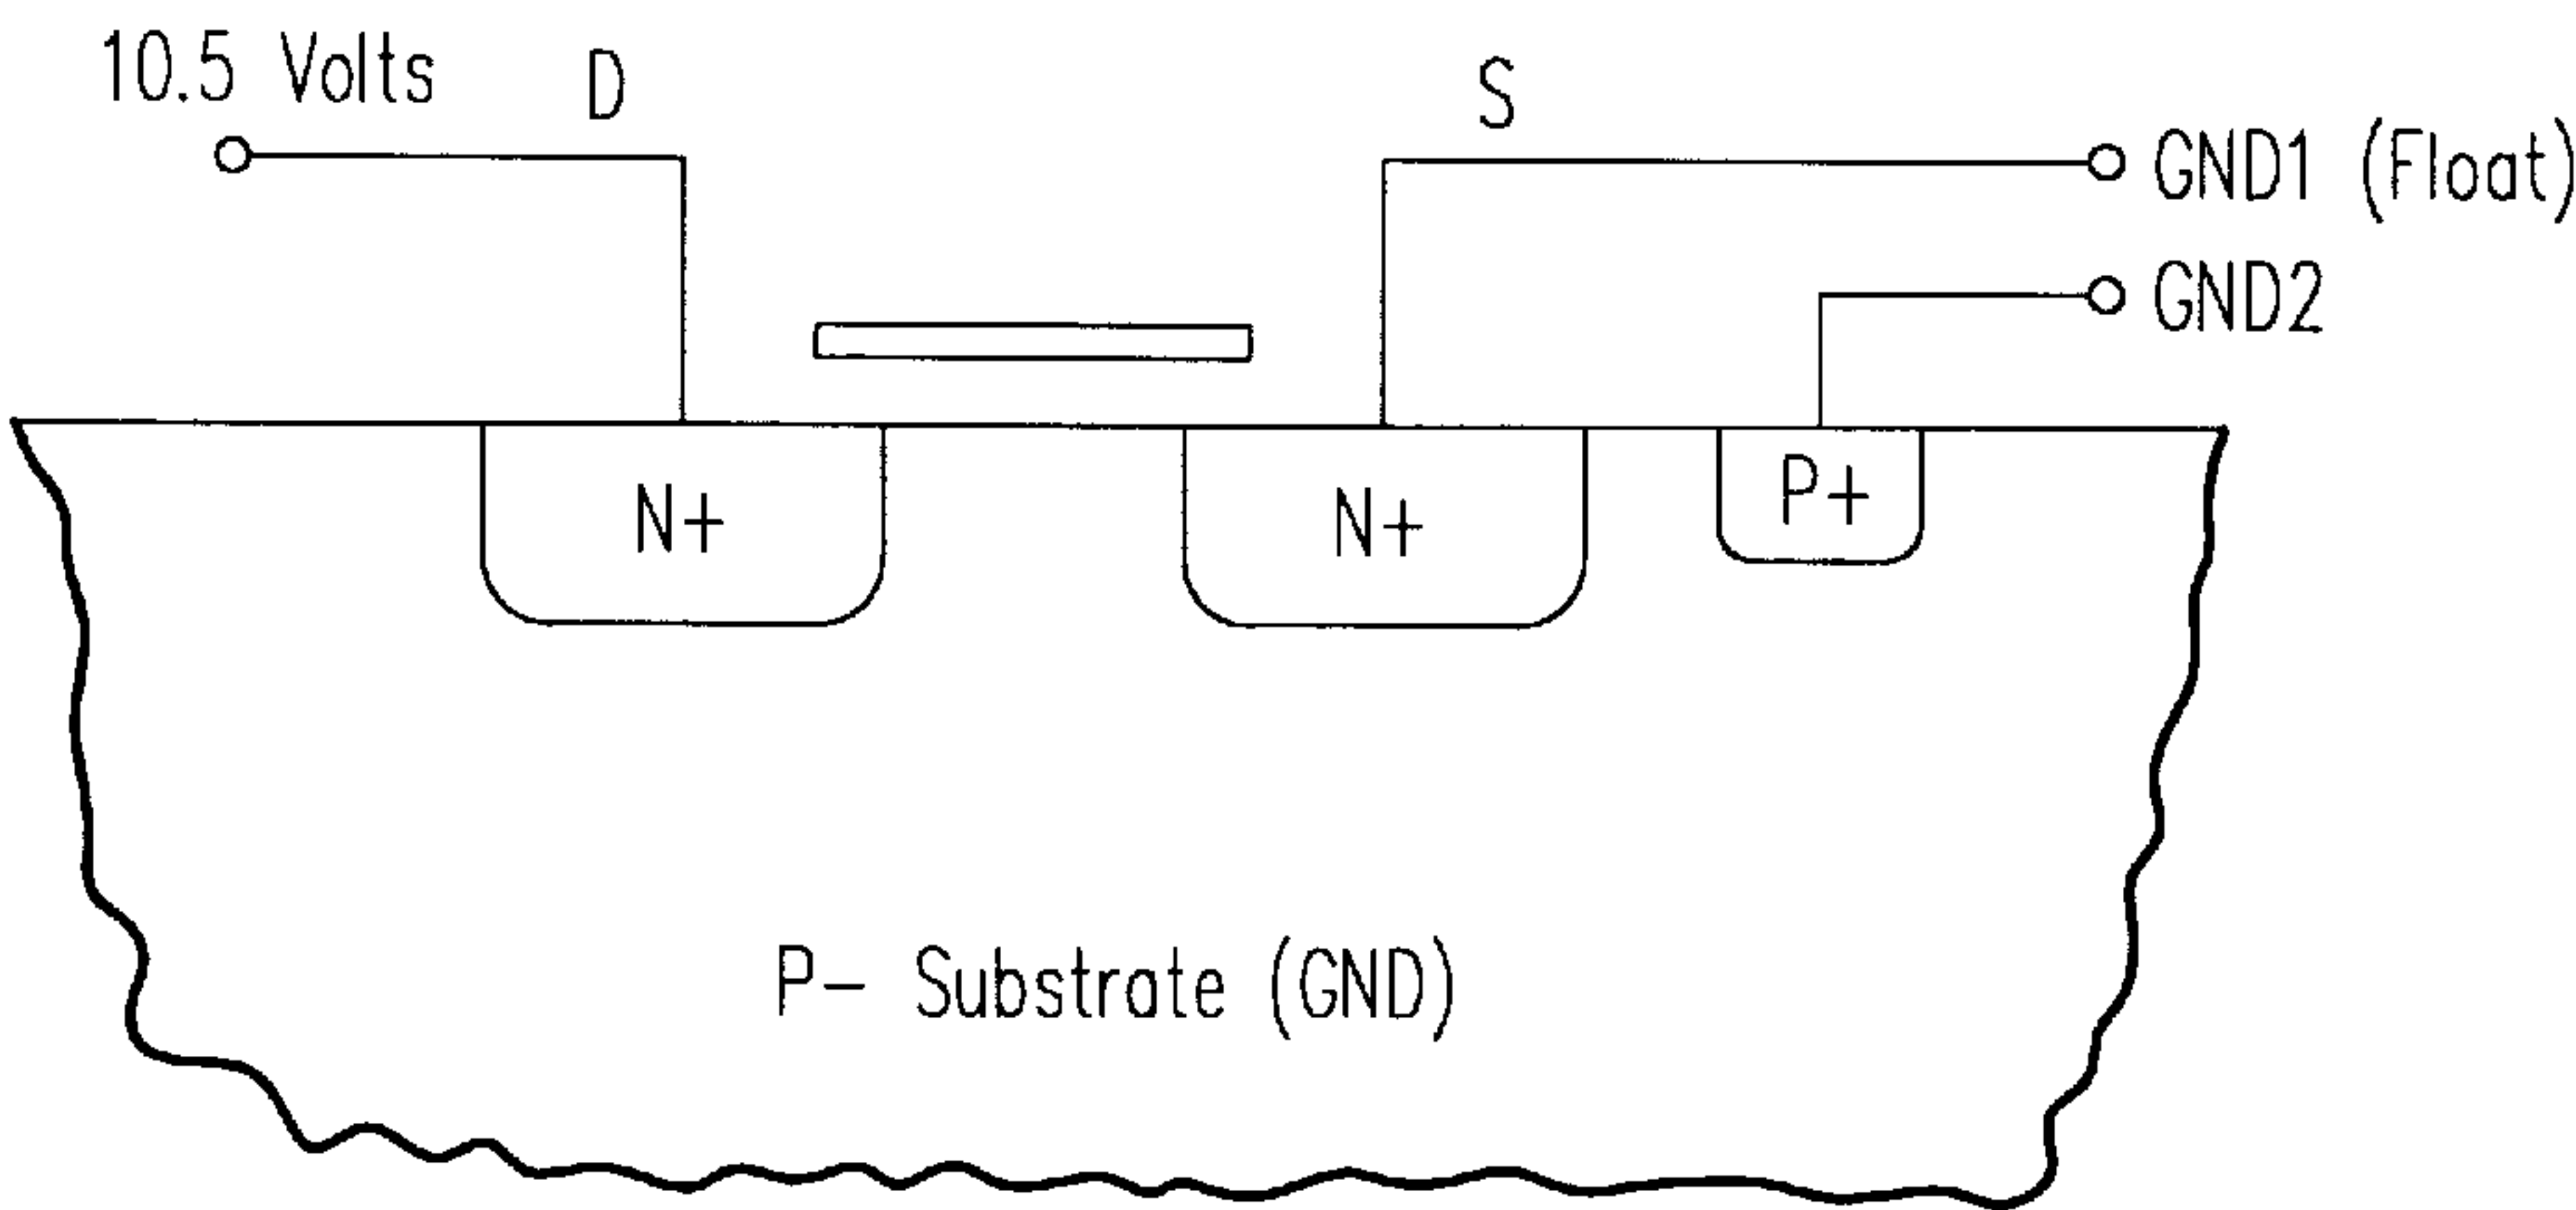 10.5 Volts
D
S
GND1 (Float)
GND2
N+
N+
P+
P- Substrate (GND)